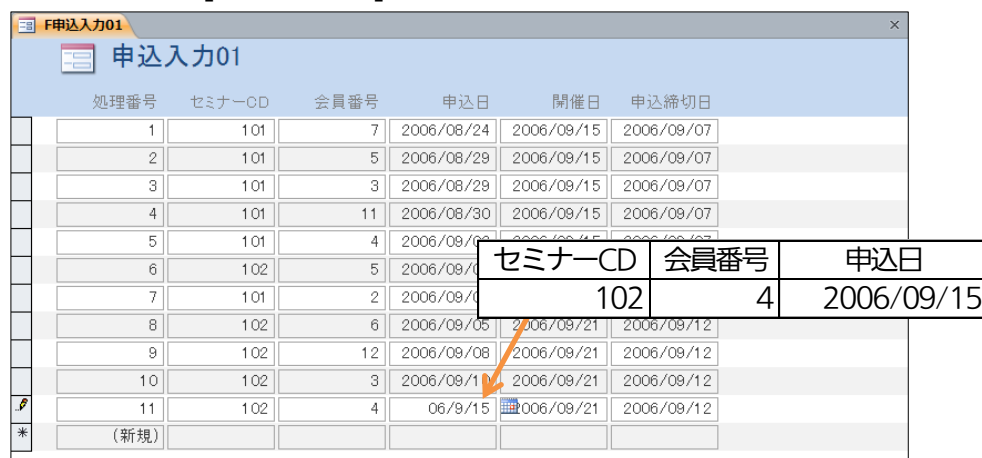 F申込入力01
申込入力01
処理番号 セミナーCD 会員番号 申込日 開催日 申込締切日
1 101 7 2006/08/24 2006/09/15 2006/09/07
2 101 5 2006/08/29 2006/09/15 2006/09/07
3 101 3 2006/08/29 2006/09/15 2006/09/07
4 101 11 2006/08/30 2006/09/15 2006/09/07
5 101 4
セミナーCD 会員番号 申込日
6 102 5
102 4 2006/09/15
7 101 2
8 102 6 2006/09/05 2006/09/21 2006/09/12
9 102 12 2006/09/08 2006/09/21 2006/09/12
10 102 3 2006/09/21 2006/09/12
11 102 4 06/9/15 2006/09/21 2006/09/12
* (新規)